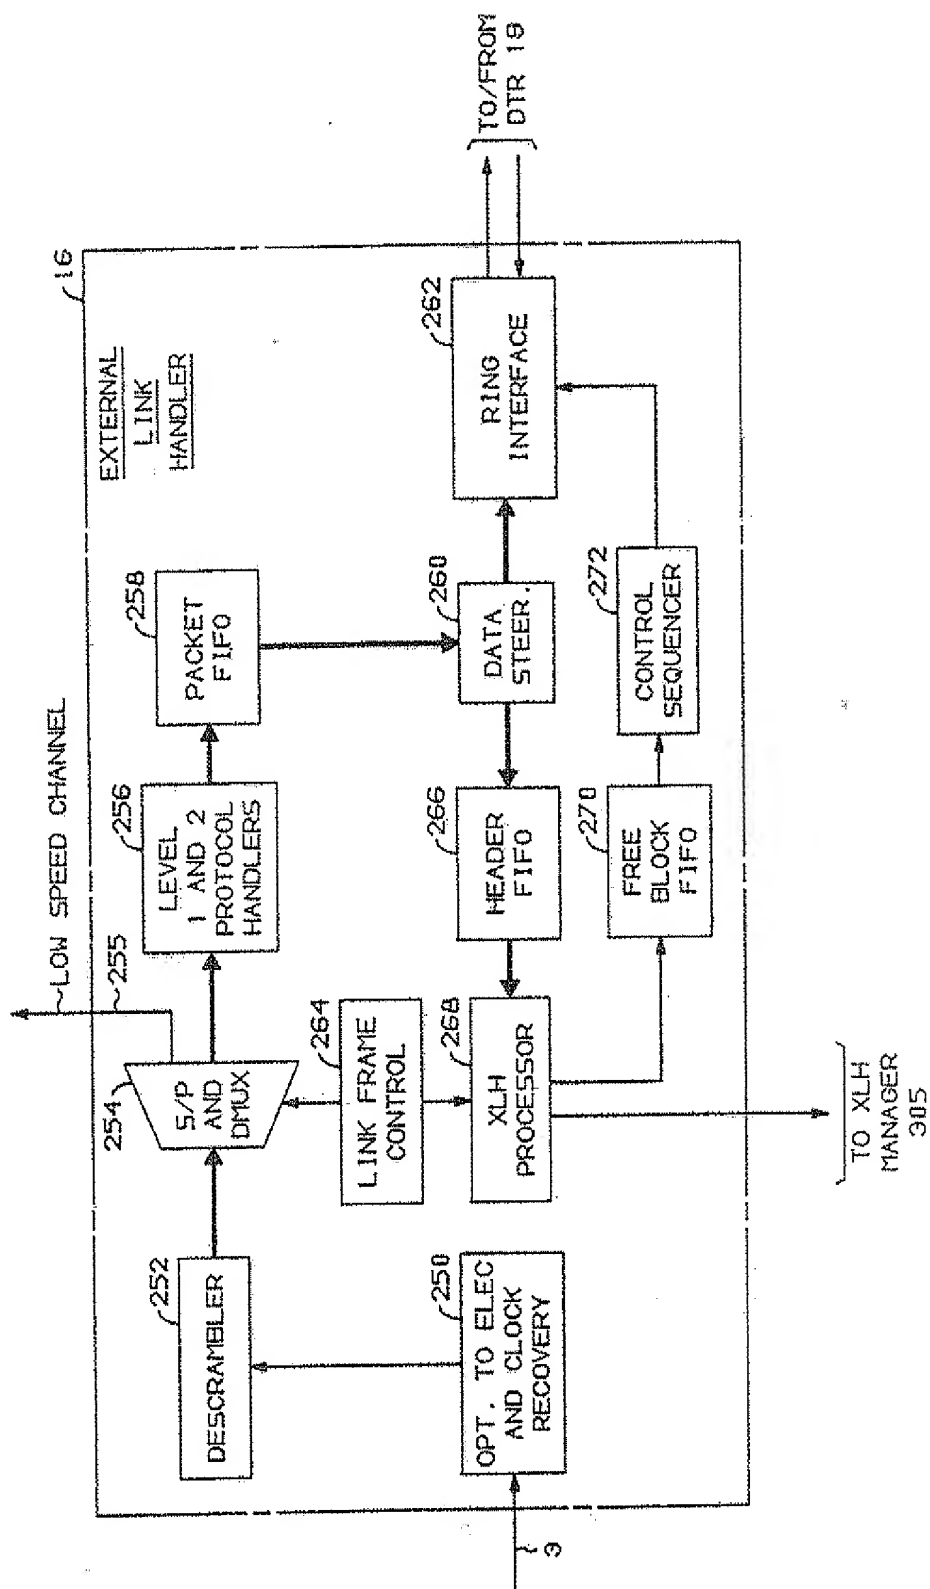 LOW SPEED CHANNEL
255
16
EXTERNAL
LINK
HANDLER
252
DESCRAMBLER
254
S/P
AND
DMUX
256
LEVEL
1 AND 2
PROTOCOL
HANDLERS
258
PACKET
FIFO
264
LINK FRAME
CONTROL
250
OPT. TO ELEC
AND CLOCK
RECOVERY
3
268
XLH
PROCESSOR
266
HEADER
FIFO
260
DATA
STEER.
262
RING
INTERFACE
TO/FROM
DTR 19
270
FREE
BLOCK
FIFO
272
CONTROL
SEQUENCER
TO XLH
MANAGER
305